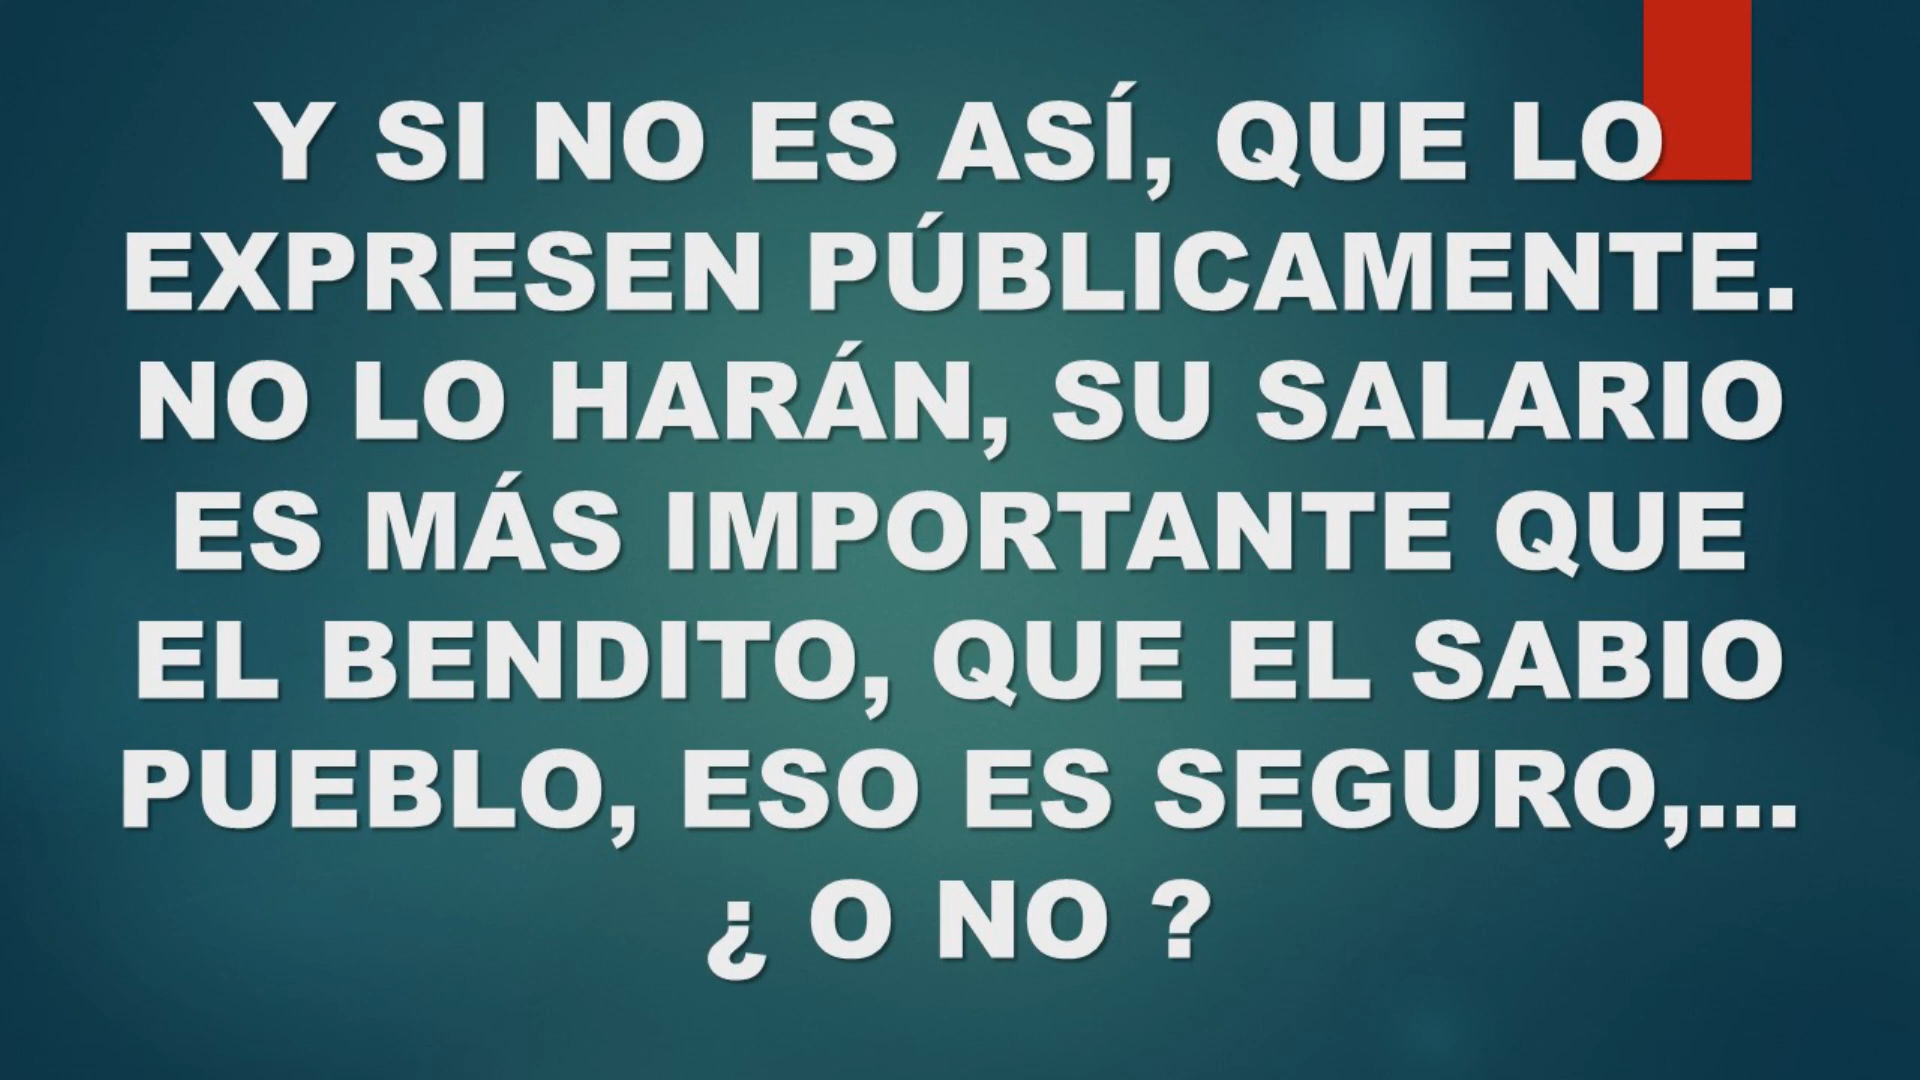 Y SI NO ES ASÍ, QUE LO
EXPRESEN PÚBLICAMENTE.
NO LO HARÁN, SU SALARIO
ES MÁS IMPORTANTE QUE
EL BENDITO, QUE EL SABIO
PUEBLO, ESO ES SEGURO,...
¿ O NO ?